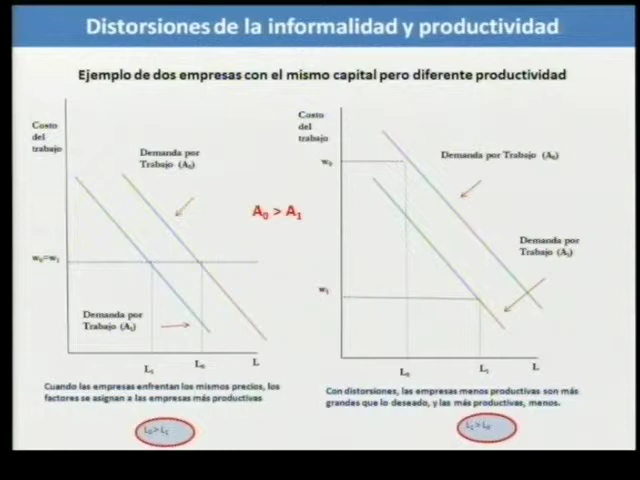 Distorsiones de la informalidad y productividad
Ejemplo de dos empresas con el mismo capital pero diferente productividad
Costo
del
trabajo
Demanda por
Trabajo (A₀)
w₀=w₁
Demanda por
Trabajo (A₁)
L₁
L₀
L
A₀ > A₁
Costo
del
trabajo
w₀
Demanda por Trabajo (A₀)
Demanda por
Trabajo (A₁)
w₁
L₀
L₁
L
Cuando las empresas enfrentan los mismos precios, los
factores se asignan a las empresas más productivas
L₀ > L₁
Con distorsiones, las empresas menos productivas son más
grandes que lo deseado, y las más productivas, menos.
L₁ > L₀